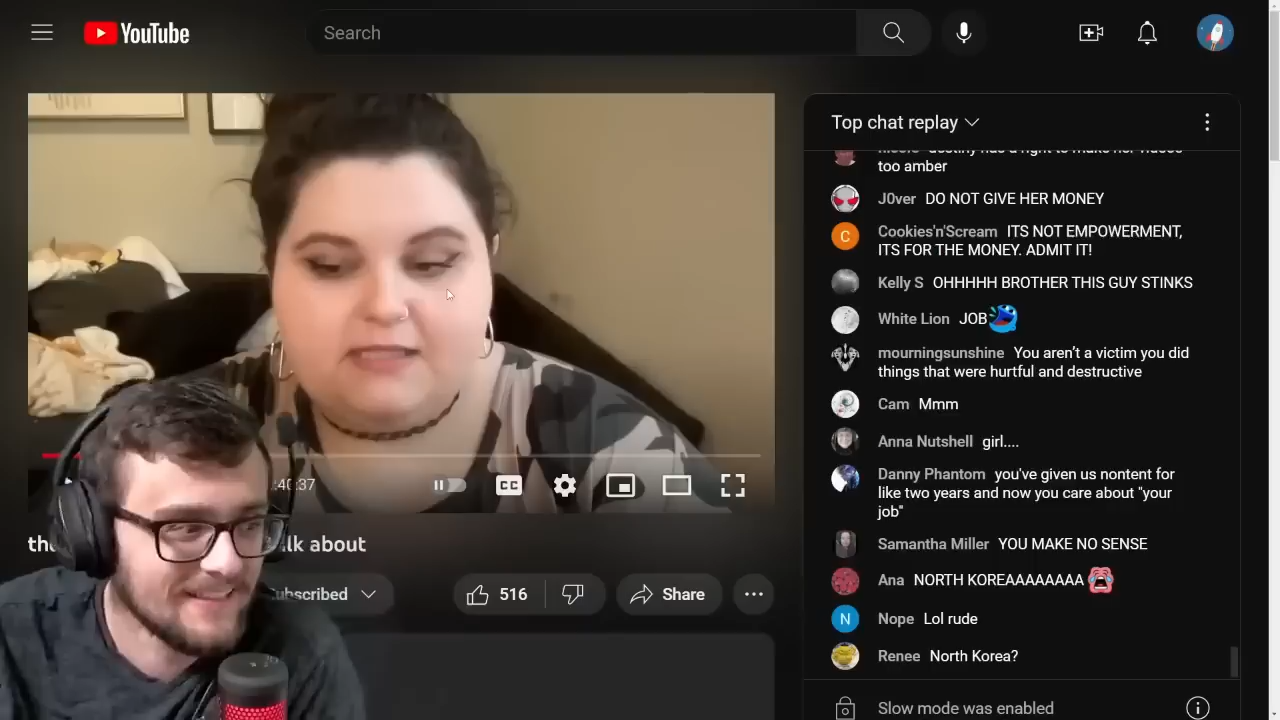 YouTube
Search
Top chat replay
destiny has a right to make her videos
too amber
J0ver DO NOT GIVE HER MONEY
C
Cookies'n'Scream ITS NOT EMPOWERMENT,
ITS FOR THE MONEY. ADMIT IT!
Kelly S OHHHHH BROTHER THIS GUY STINKS
White Lion JOB
mourningsunshine You aren't a victim you did
things that were hurtful and destructive
Cam Mmm
Anna Nutshell girl....
Danny Phantom you've given us nontent for
like two years and now you care about "your
job"
Samantha Miller YOU MAKE NO SENSE
Ana NORTH KOREAAAAAAAA
N
Nope Lol rude
Renee North Korea?
Slow mode was enabled
:40:37
CC
about
516
Share